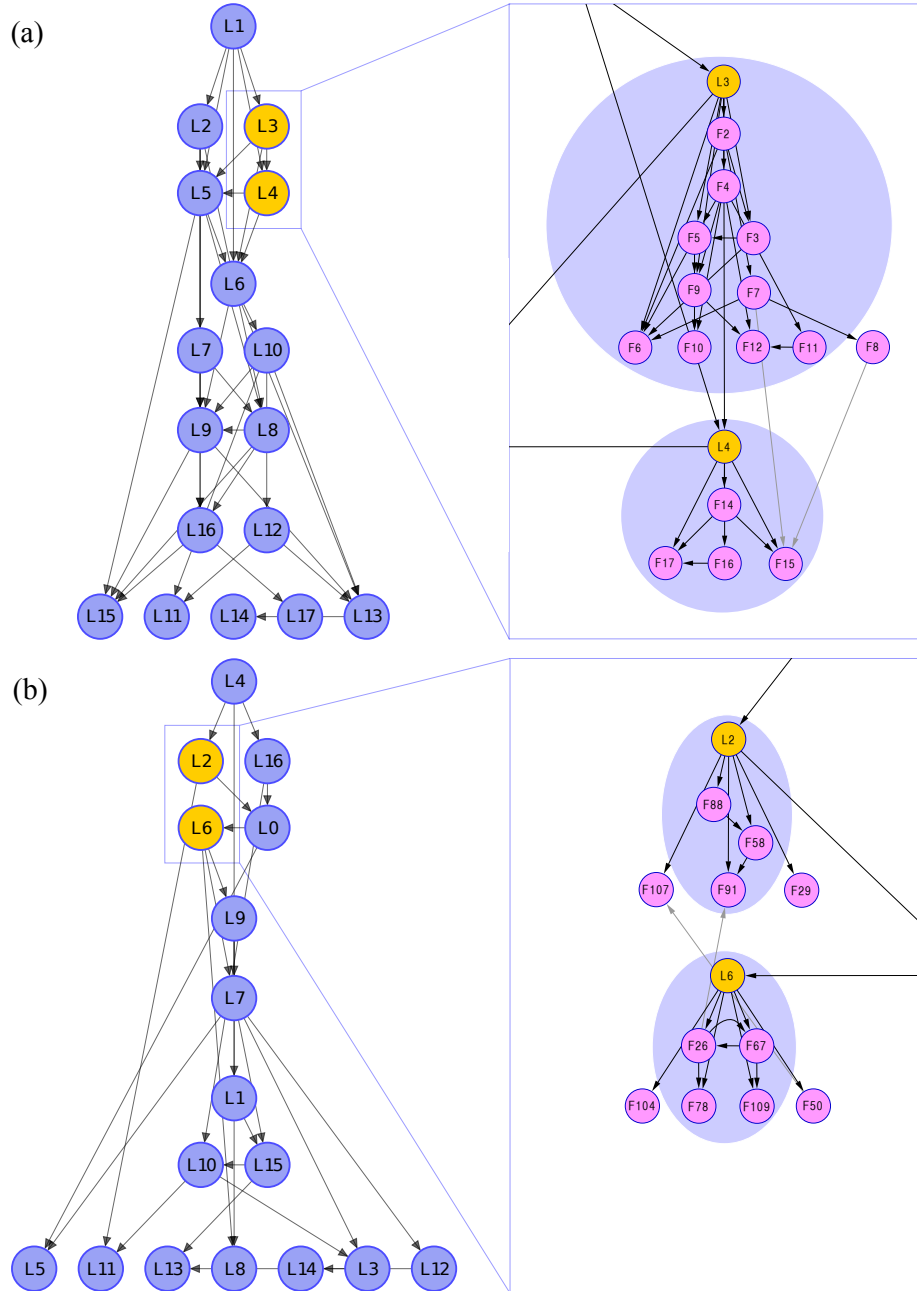 (a)
L1
L2 L3
L5 L4
L6
L7 L10
L9 L8
L16 L12
L15 L11 L14 L17 L13
L3
F2
F4
F5 F3
F9 F7
F6 F10 F12 F11 F8
L4
F14
F17 F16 F15
(b)
L4
L2 L16
L6 L0
L9
L7
L1
L10 L15
L5 L11 L13 L8 L14 L3 L12
L2
F88
F58
F107 F91 F29
L6
F26 F67
F104 F78 F109 F50